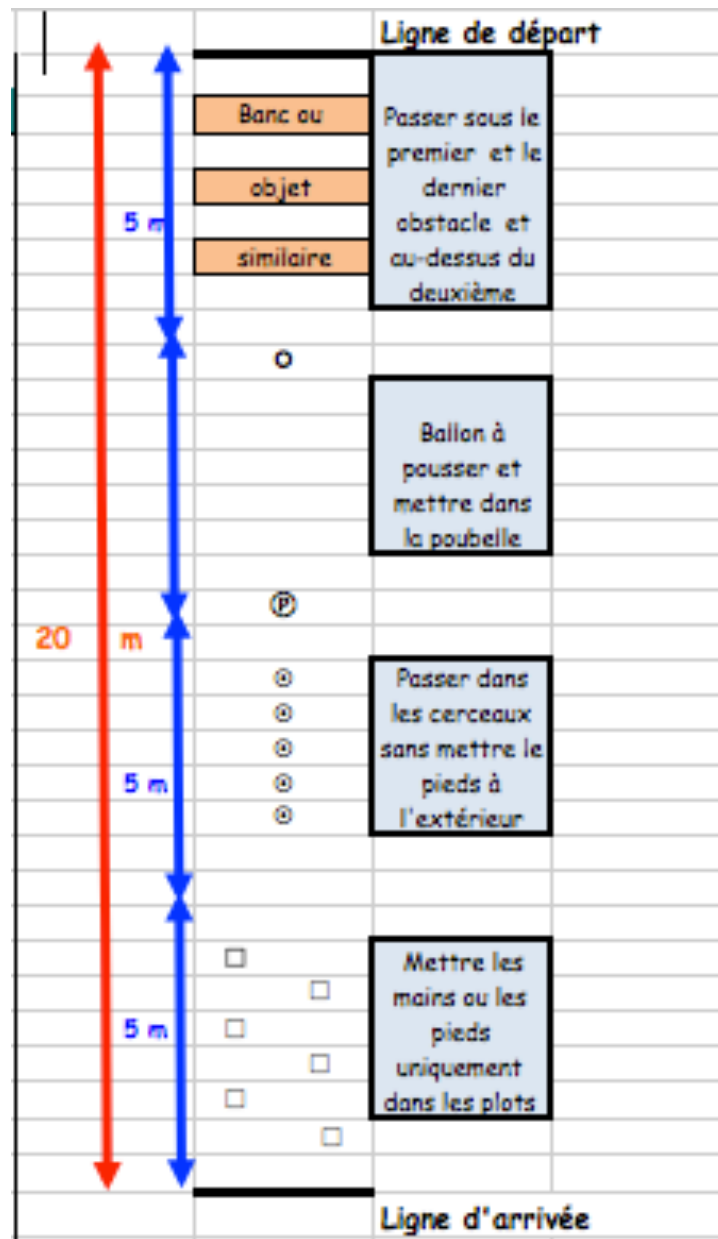 Ligne de départ
Banc ou
objet
similaire
Passer sous le
premier et le
dernier
obstacle et
au-dessus du
deuxième
5 m
Ballon à
pousser et
mettre dans
la poubelle
P
20 m
Passer dans
les cerceaux
sans mettre le
pieds à
l'extérieur
5 m
Mettre les
mains ou les
pieds
uniquement
dans les plots
5 m
Ligne d'arrivée